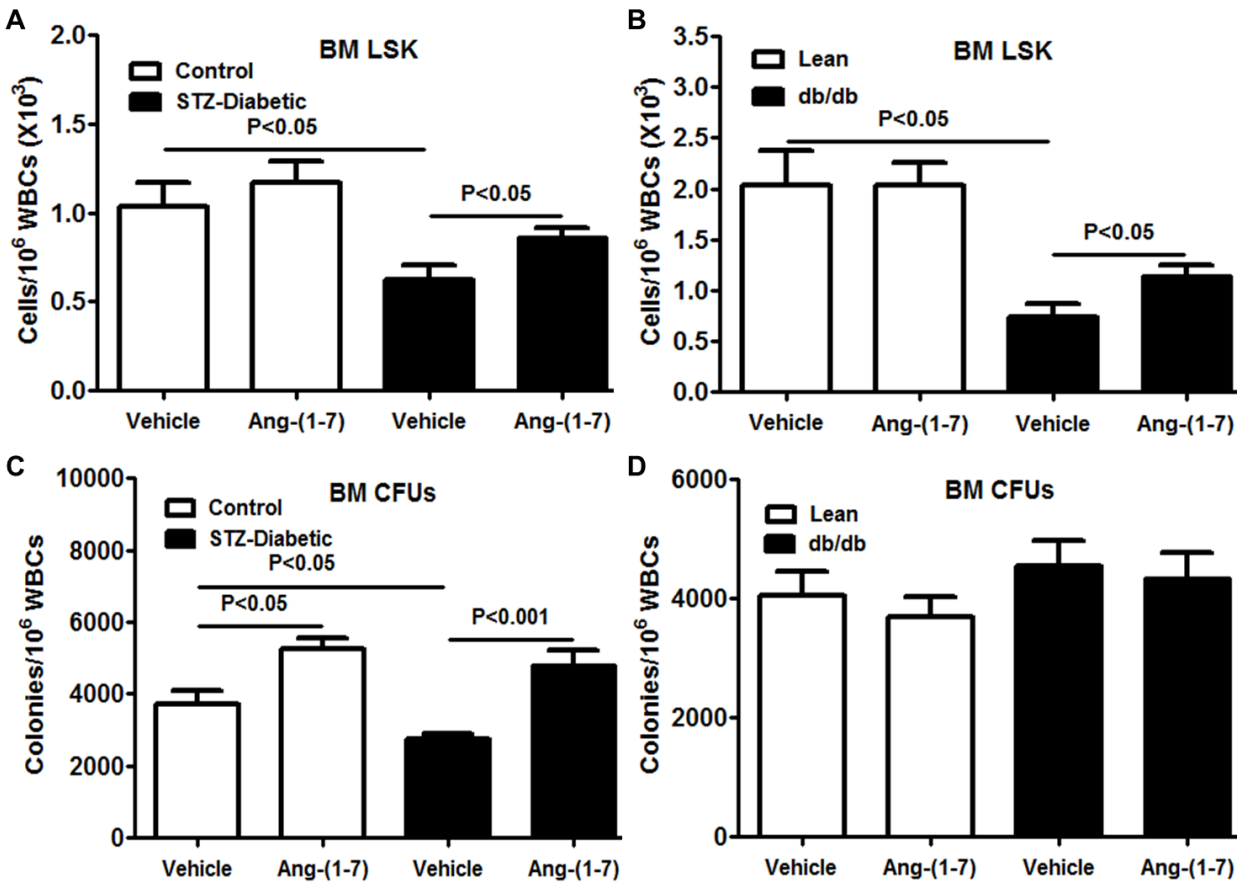 A
BM LSK
Control
STZ-Diabetic
P<0.05
P<0.05
Cells/10⁶ WBCs (X10³)
2.0
1.5
1.0
0.5
0.0
Vehicle Ang-(1-7) Vehicle Ang-(1-7)
B
BM LSK
Lean
db/db
P<0.05
P<0.05
Cells/10⁶ WBCs (X10³)
3.5
3.0
2.5
2.0
1.5
1.0
0.5
0.0
Vehicle Ang-(1-7) Vehicle Ang-(1-7)
C
BM CFUs
Control
STZ-Diabetic
P<0.05
P<0.05
P<0.001
Colonies/10⁶ WBCs
10000
8000
6000
4000
2000
0
Vehicle Ang-(1-7) Vehicle Ang-(1-7)
D
BM CFUs
Lean
db/db
Colonies/10⁶ WBCs
6000
4000
2000
0
Vehicle Ang-(1-7) Vehicle Ang-(1-7)